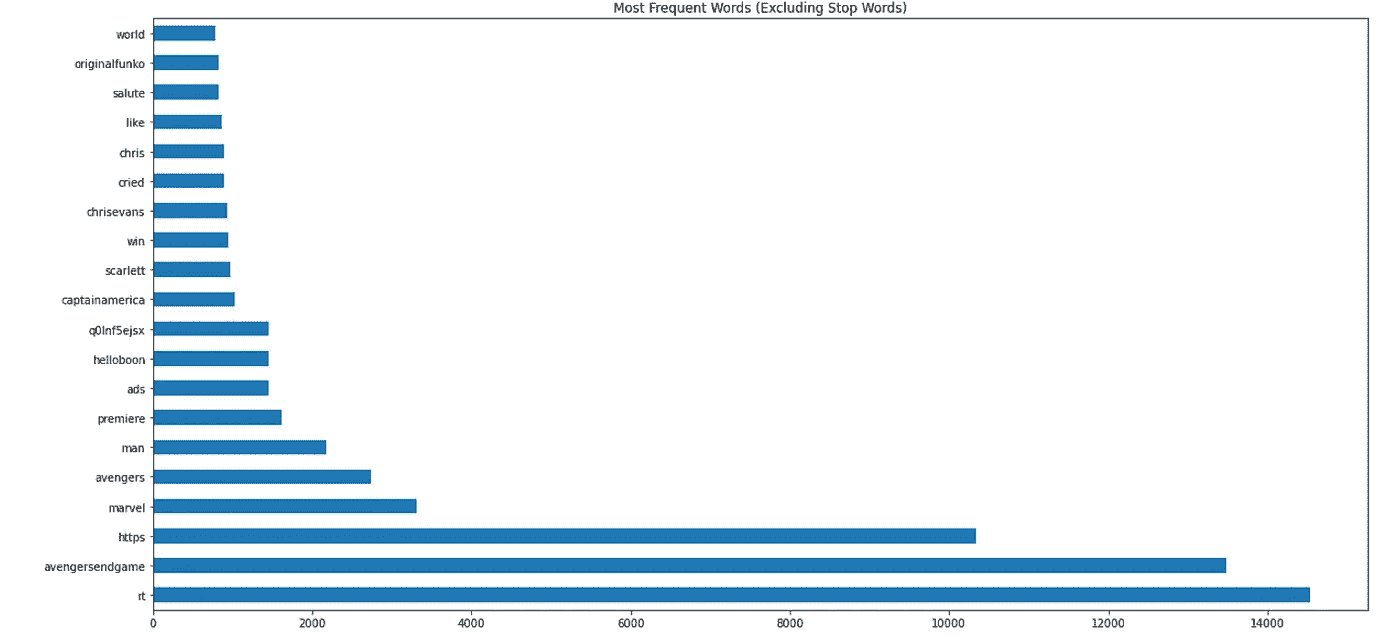 Most Frequent Words (Excluding Stop Words)
world
originalfunko
salute
like
chris
cried
chrisevans
win
scarlett
captainamerica
q0lnf5ejsx
helloboon
ads
premiere
man
avengers
marvel
https
avengersendgame
rt
0 2000 4000 6000 8000 10000 12000 14000